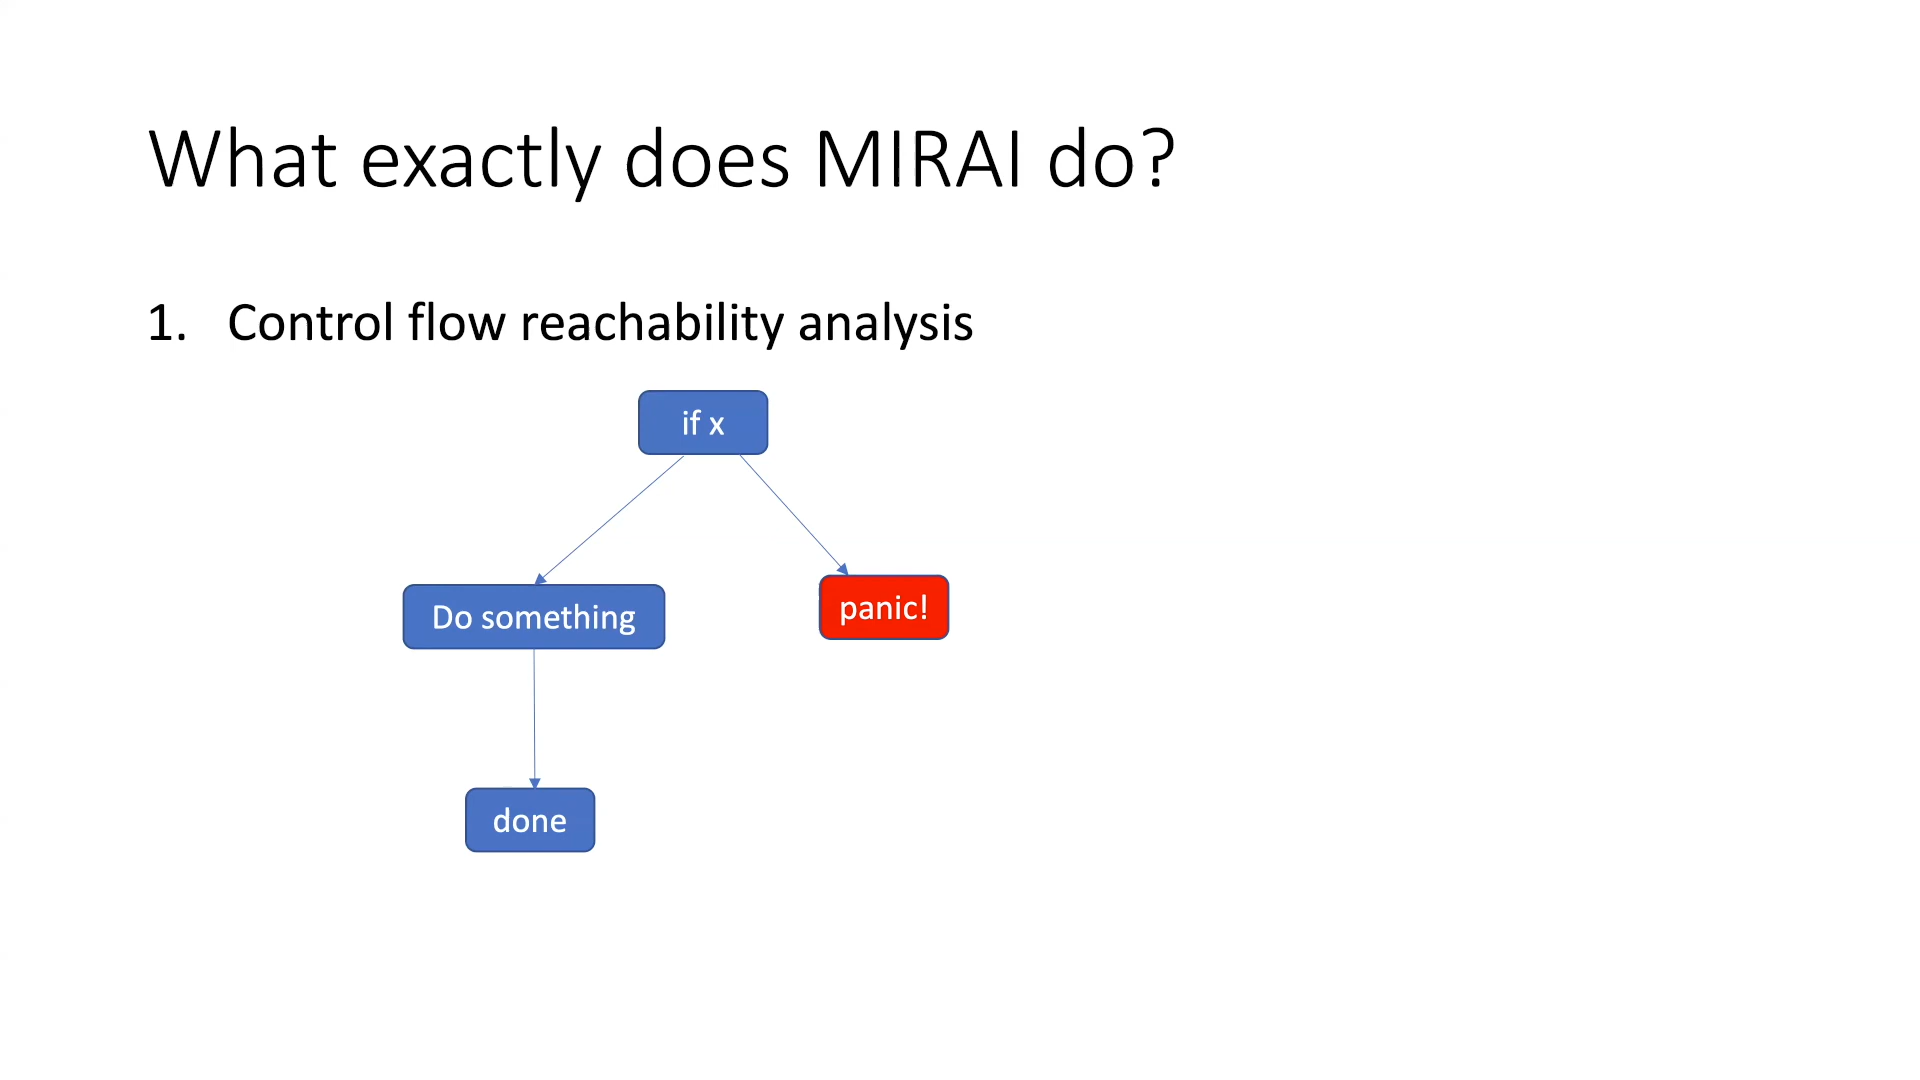 What exactly does MIRAI do?
1. Control flow reachability analysis
if x
Do something
panic!
done